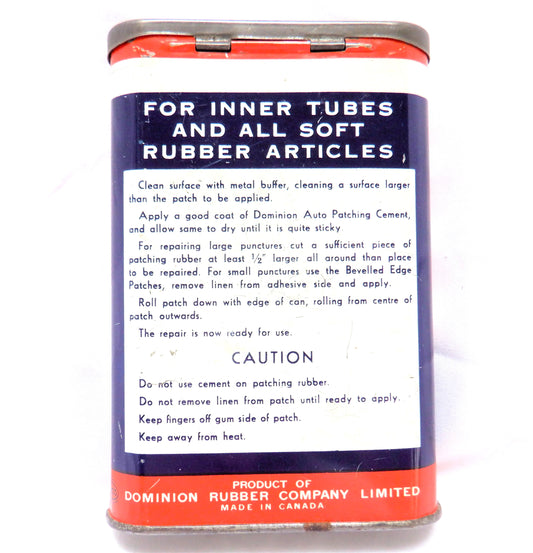 FOR INNER TUBES
AND ALL SOFT
RUBBER ARTICLES
Clean surface with metal buffer, cleaning a surface larger
than the patch to be applied.
Apply a good coat of Dominion Auto Patching Cement,
and allow same to dry until it is quite sticky.
For repairing large punctures cut a sufficient piece of
patching rubber at least ½″ larger all around than place
to be repaired. For small punctures use the Bevelled Edge
Patches, remove linen from adhesive side and apply.
Roll patch down with edge of can, rolling from centre of
patch outwards.
The repair is now ready for use.
CAUTION
Do not use cement on patching rubber.
Do not remove linen from patch until ready to apply.
Keep fingers off gum side of patch.
Keep away from heat.
PRODUCT OF
DOMINION RUBBER COMPANY LIMITED
MADE IN CANADA